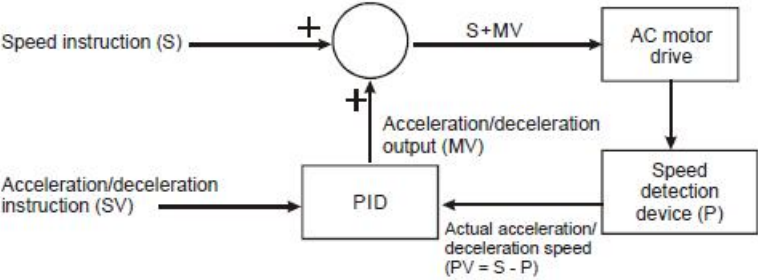 Speed instruction (S)
+
S+MV
AC motor
drive
+
Acceleration/deceleration
output (MV)
Acceleration/deceleration
instruction (SV)
PID
Speed
detection
device (P)
Actual acceleration/
deceleration speed
(PV = S - P)